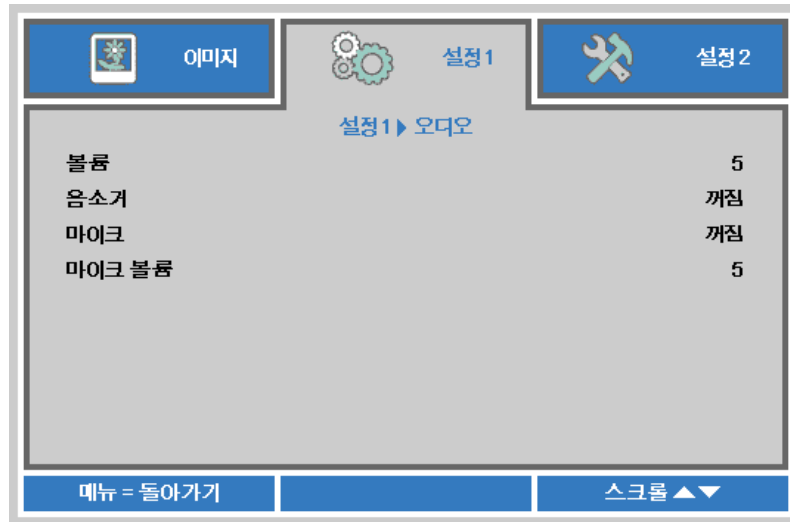 이미지
설정 1
설정 2
설정 1 ▶ 오디오
볼륨 5
음소거 꺼짐
마이크 꺼짐
마이크 볼륨 5
메뉴 = 돌아가기
스크롤 ▲▼